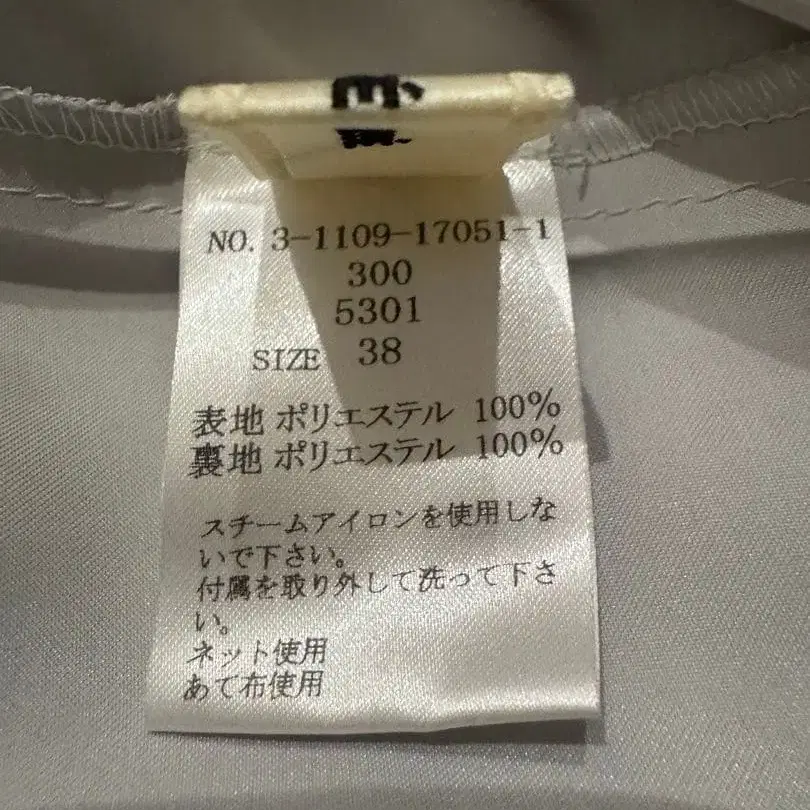 NO. 3-1109-17051-1
300
5301
SIZE 38
表地 ポリエステル 100%
裏地 ポリエステル 100%
スチームアイロンを使用しな
いで下さい。
付属を取り外して洗って下さ
い。
ネット使用
あて布使用